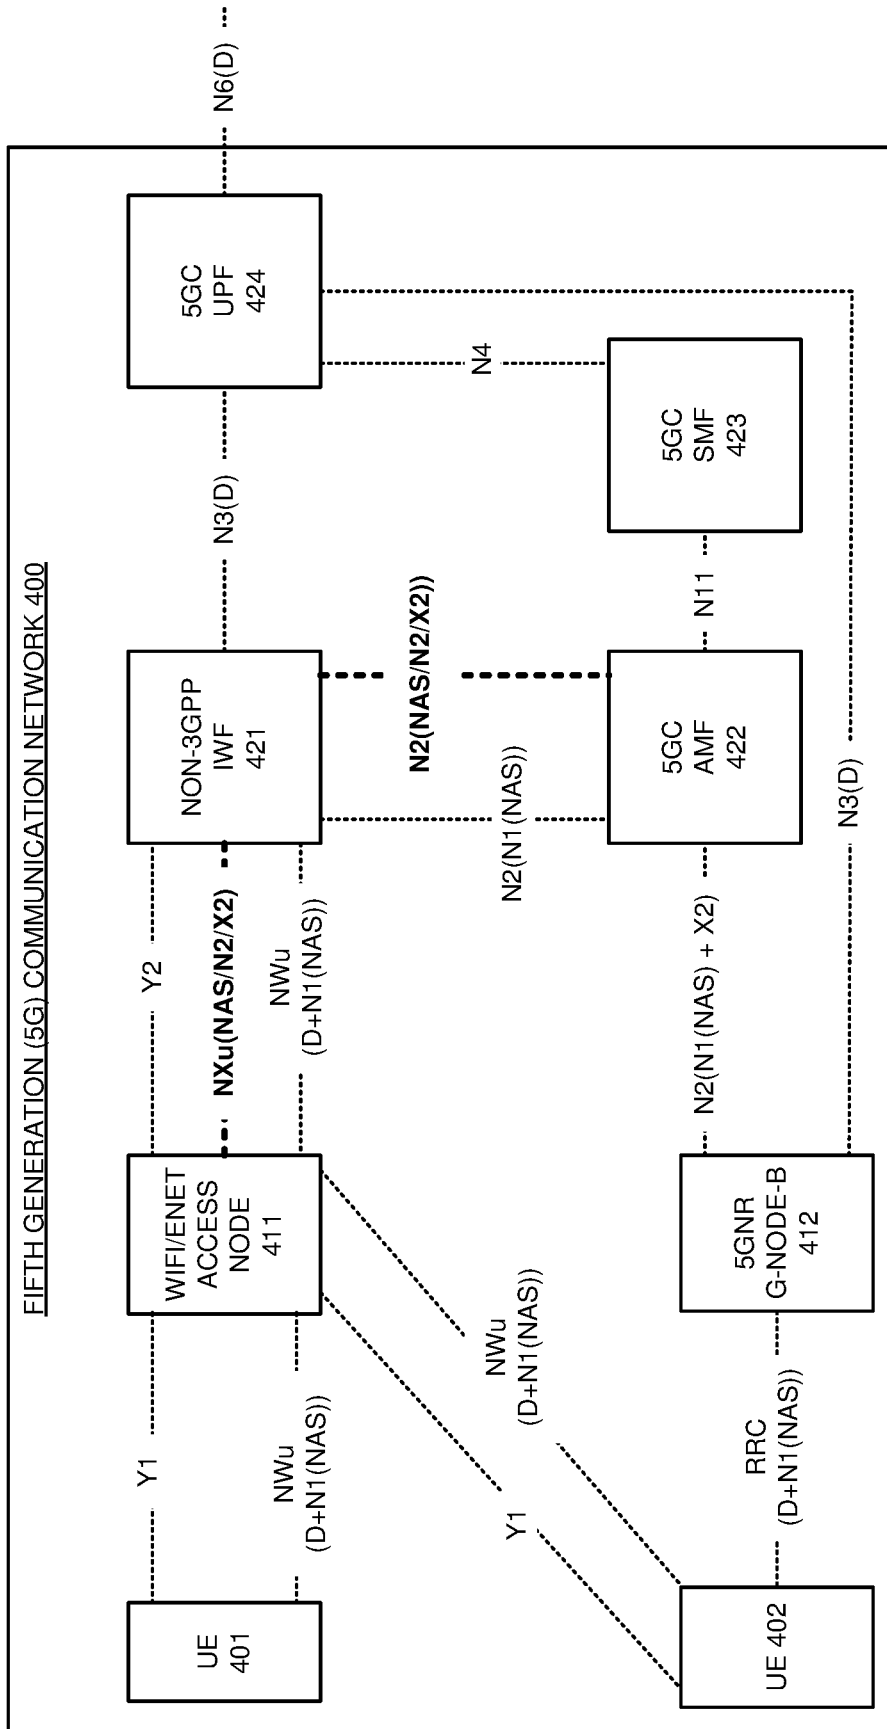 FIFTH GENERATION (5G) COMMUNICATION NETWORK 400
UE
401
Y1
NWu
(D+N1(NAS))
WIFI/ENET
ACCESS
NODE
411
Y2
NXu(NAS/N2/X2)
NWu
(D+N1(NAS))
NON-3GPP
IWF
421
N3(D)
5GC
UPF
424
N6(D)
N2(N1(NAS))
N2(NAS/N2/X2))
N4
NWu
(D+N1(NAS))
Y1
UE 402
RRC
(D+N1(NAS))
5GNR
G-NODE-B
412
N2(N1(NAS) + X2)
5GC
AMF
422
N11
5GC
SMF
423
N3(D)